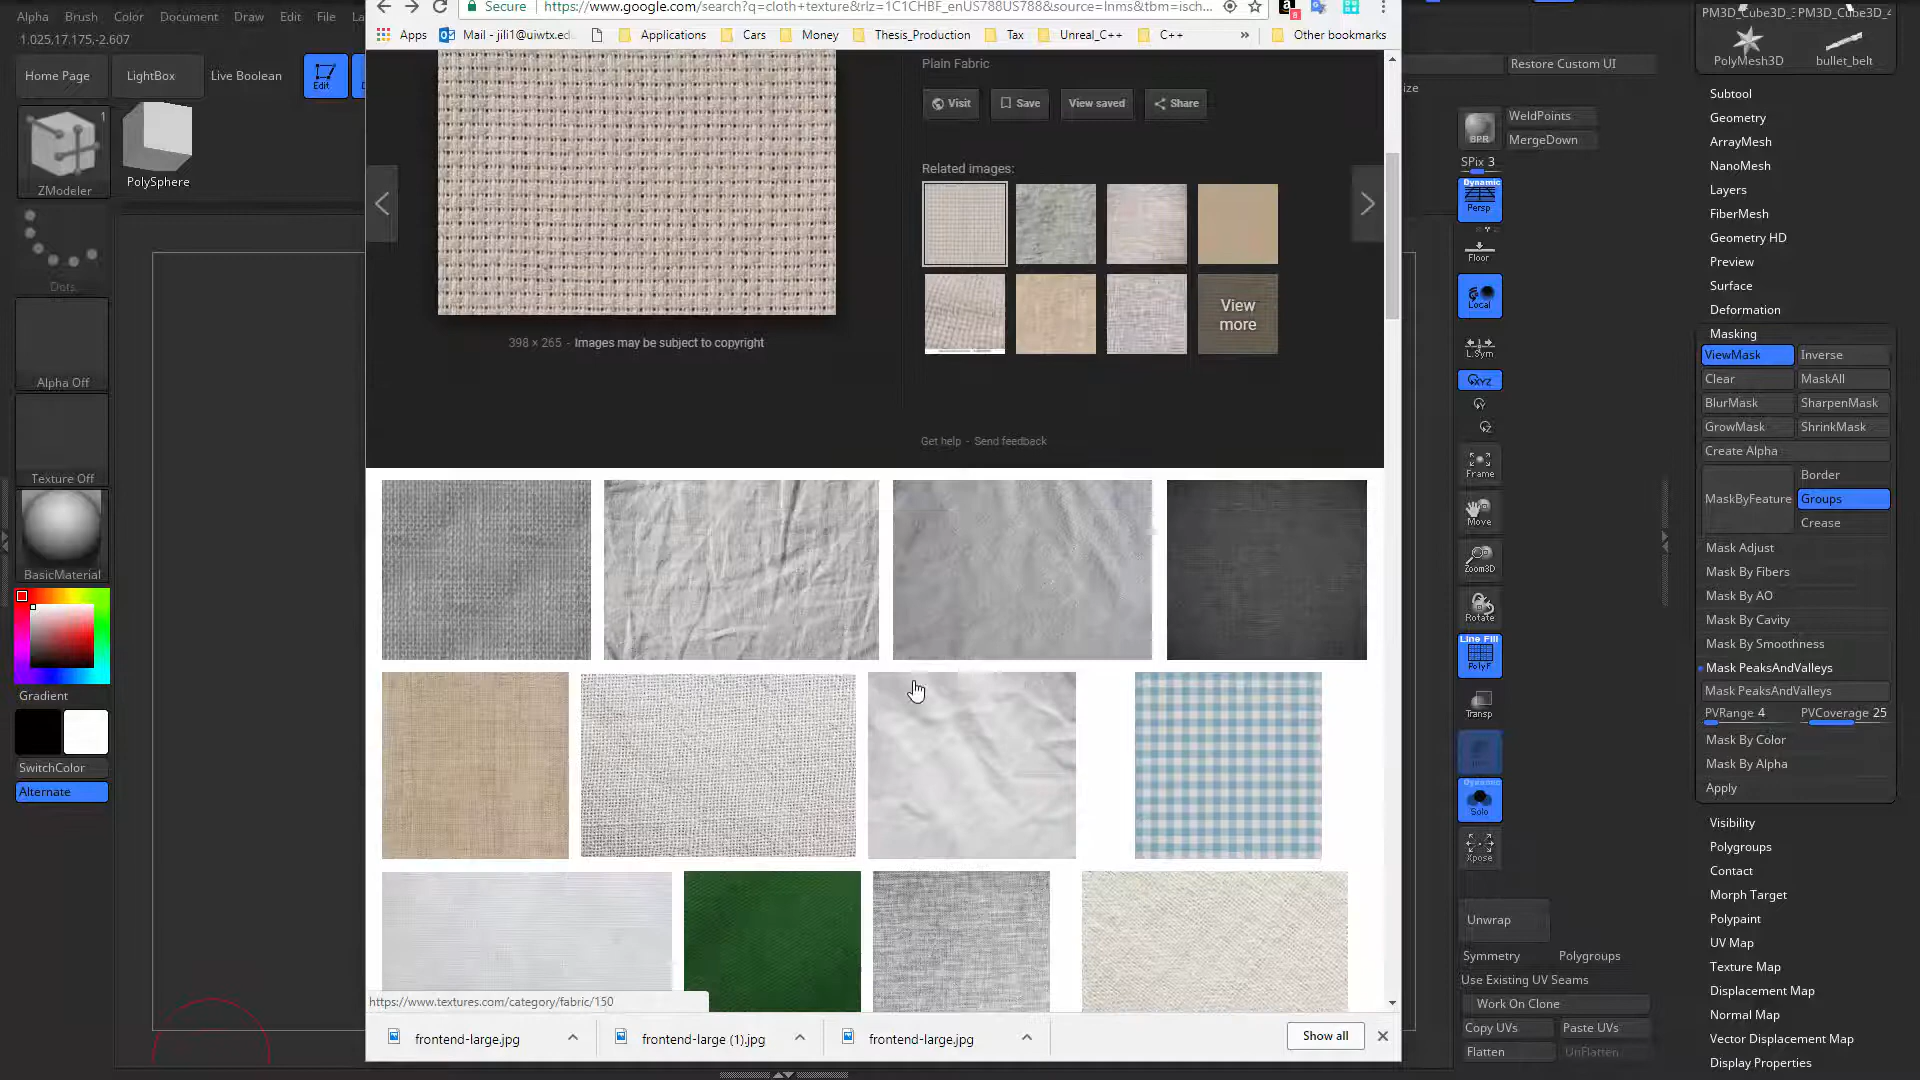 Alpha Brush Color Document Draw Edit File
1.025,17.175,-2.607
Home Page
LightBox
Live Boolean
Edit
ZModeler
1
PolySphere
Dots
Alpha Off
Texture Off
BasicMaterial
Gradient
SwitchColor
Alternate
Secure
https://www.google.com/search?q=cloth+texture&rlz=1C1CHBF_enUS788US788&source=lnms&tbm=isch...
Apps
Mail - jili1@uiwtx.ed
Applications
Cars
Money
Thesis_Production
Tax
Unreal_C++
C++
»
Other bookmarks
Plain Fabric
Visit
Save
View saved
Share
Related images:
View
more
398 × 265 - Images may be subject to copyright
Get help - Send feedback
https://www.textures.com/category/fabric/150
frontend-large.jpg
frontend-large (1).jpg
frontend-large.jpg
Show all
Restore Custom UI
BPR
WeldPoints
MergeDown
SPix 3
Dynamic
Persp
Floor
Local
L.Sym
Frame
Move
Zoom3D
Rotate
Line Fill
PolyF
Transp
Dynamic
Solo
Xpose
Unwrap
Symmetry
Polygroups
Use Existing UV Seams
Work On Clone
Copy UVs
Paste UVs
Flatten
UnFlatten
PolyMesh3D
bullet_belt
Subtool
Geometry
ArrayMesh
NanoMesh
Layers
FiberMesh
Geometry HD
Preview
Surface
Deformation
Masking
ViewMask
Inverse
Clear
MaskAll
BlurMask
SharpenMask
GrowMask
ShrinkMask
Create Alpha
MaskByFeature
Border
Groups
Crease
Mask Adjust
Mask By Fibers
Mask By AO
Mask By Cavity
Mask By Smoothness
Mask PeaksAndValleys
Mask PeaksAndValleys
PVRange 4
PVCoverage 25
Mask By Color
Mask By Alpha
Apply
Visibility
Polygroups
Contact
Morph Target
Polypaint
UV Map
Texture Map
Displacement Map
Normal Map
Vector Displacement Map
Display Properties